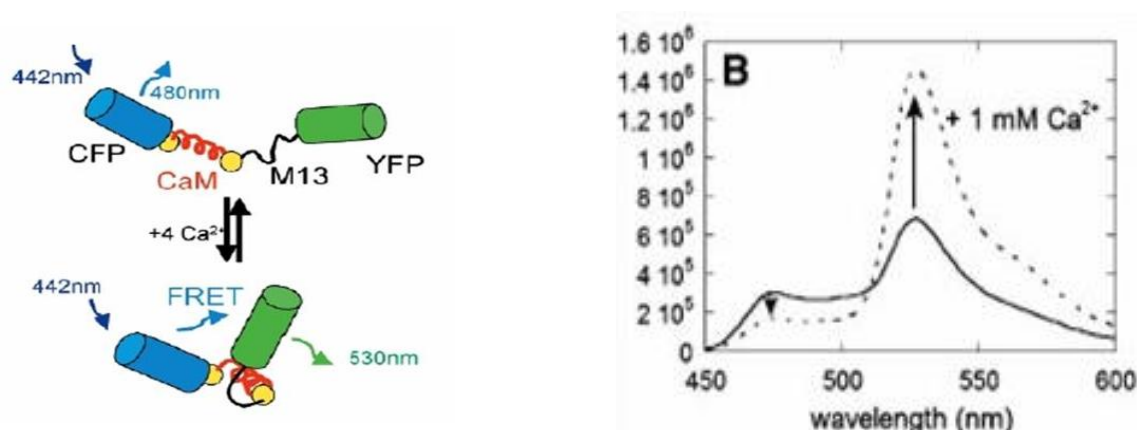 442nm
480nm
CFP
CaM
M13
YFP
+4 Ca²⁺
442nm
FRET
530nm
B
+ 1 mM Ca²⁺
1.6 10⁶
1.4 10⁶
1.2 10⁶
1 10⁶
8 10⁵
6 10⁵
4 10⁵
2 10⁵
0
450 500 550 600
wavelength (nm)